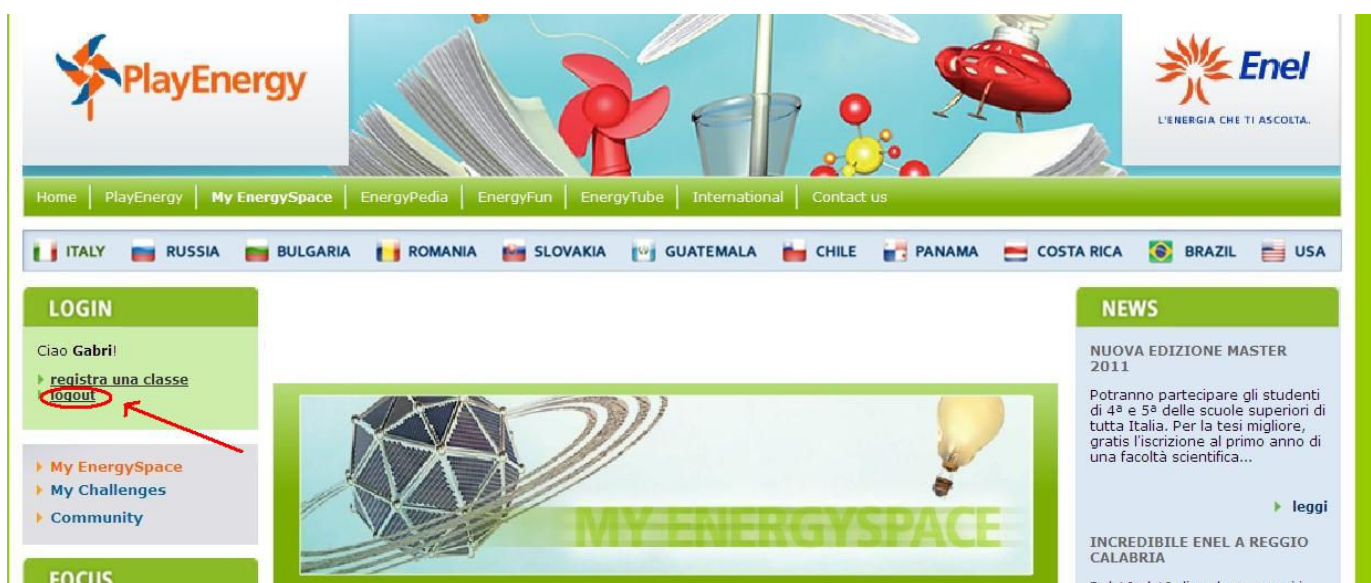 PlayEnergy
Enel
L'ENERGIA CHE TI ASCOLTA.
Home | PlayEnergy | My EnergySpace | EnergyPedia | EnergyFun | EnergyTube | International | Contact us
ITALY RUSSIA BULGARIA ROMANIA SLOVAKIA GUATEMALA CHILE PANAMA COSTA RICA BRAZIL USA
LOGIN
Ciao Gabri!
registra una classe
logout
My EnergySpace
My Challenges
Community
FOCUS
MY ENERGYSPACE
NEWS
NUOVA EDIZIONE MASTER
2011
Potranno partecipare gli studenti
di 4ª e 5ª delle scuole superiori di
tutta Italia. Per la tesi migliore,
gratis l'iscrizione al primo anno di
una facoltà scientifica...
leggi
INCREDIBILE ENEL A REGGIO
CALABRIA